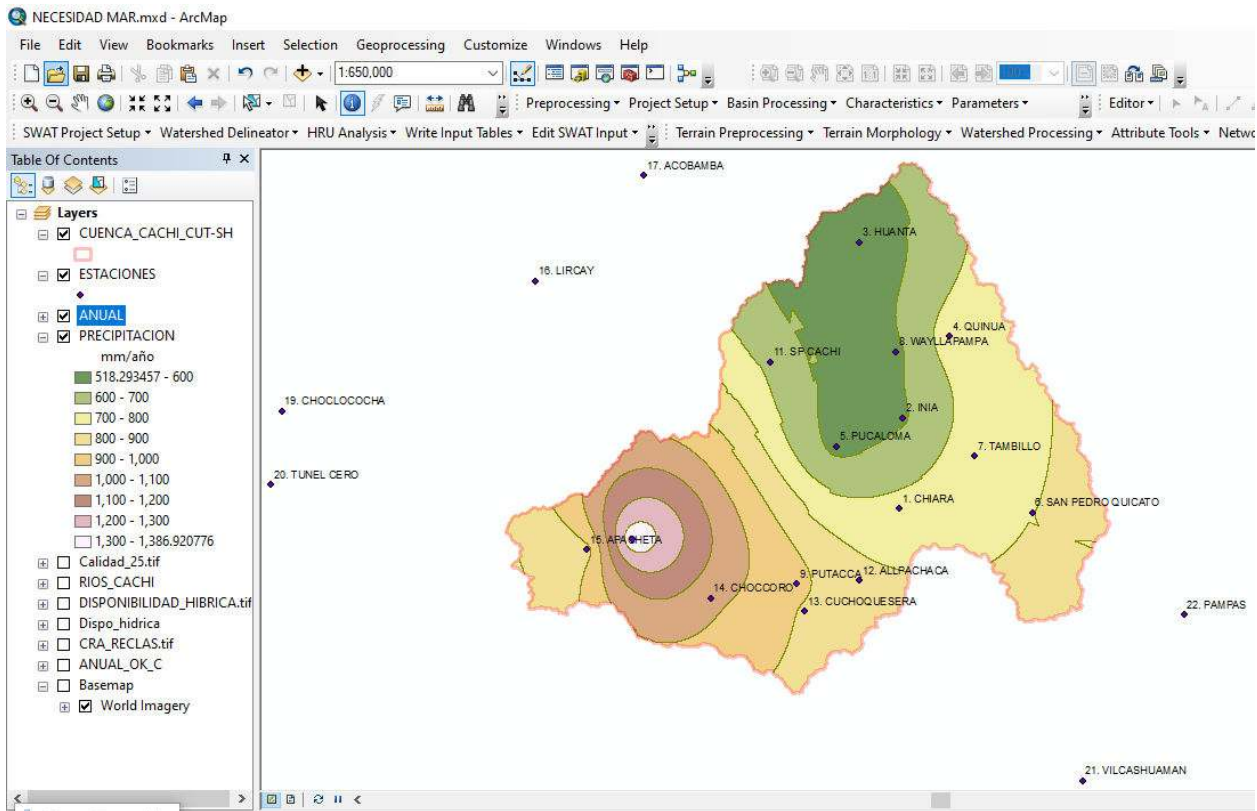 NECESIDAD MAR.mxd - ArcMap
File Edit View Bookmarks Insert Selection Geoprocessing Customize Windows Help
1:650,000
Preprocessing Project Setup Basin Processing Characteristics Parameters Editor
SWAT Project Setup Watershed Delineator HRU Analysis Write Input Tables Edit SWAT Input Terrain Preprocessing Terrain Morphology Watershed Processing Attribute Tools Netwo
Table Of Contents
Layers
CUENCA_CACHI_CUT-SH
ESTACIONES
ANUAL
PRECIPITACION
mm/año
518.293457 - 600
600 - 700
700 - 800
800 - 900
900 - 1,000
1,000 - 1,100
1,100 - 1,200
1,200 - 1,300
1,300 - 1,386.920776
Calidad_25.tif
RIOS_CACHI
DISPONIBILIDAD_HIBRICA.tif
Dispo_hidrica
CRA_RECLAS.tif
ANUAL_OK_C
Basemap
World Imagery
17. ACOBAMBA
3. HUANTA
16. LIRCAY
4. QUINUA
8. WAYLLAPAMPA
11. SP CACHI
19. CHOCLOCOCHA
2. INIA
5. PUCALOMA
7. TAMBILLO
20. TUNEL CERO
1. CHIARA
6. SAN PEDRO QUICATO
15. APACHETA
9. PUTACCA
12. ALLPACHACA
14. CHOCCORO
13. CUCHOQUESERA
22. PAMPAS
21. VILCASHUAMAN